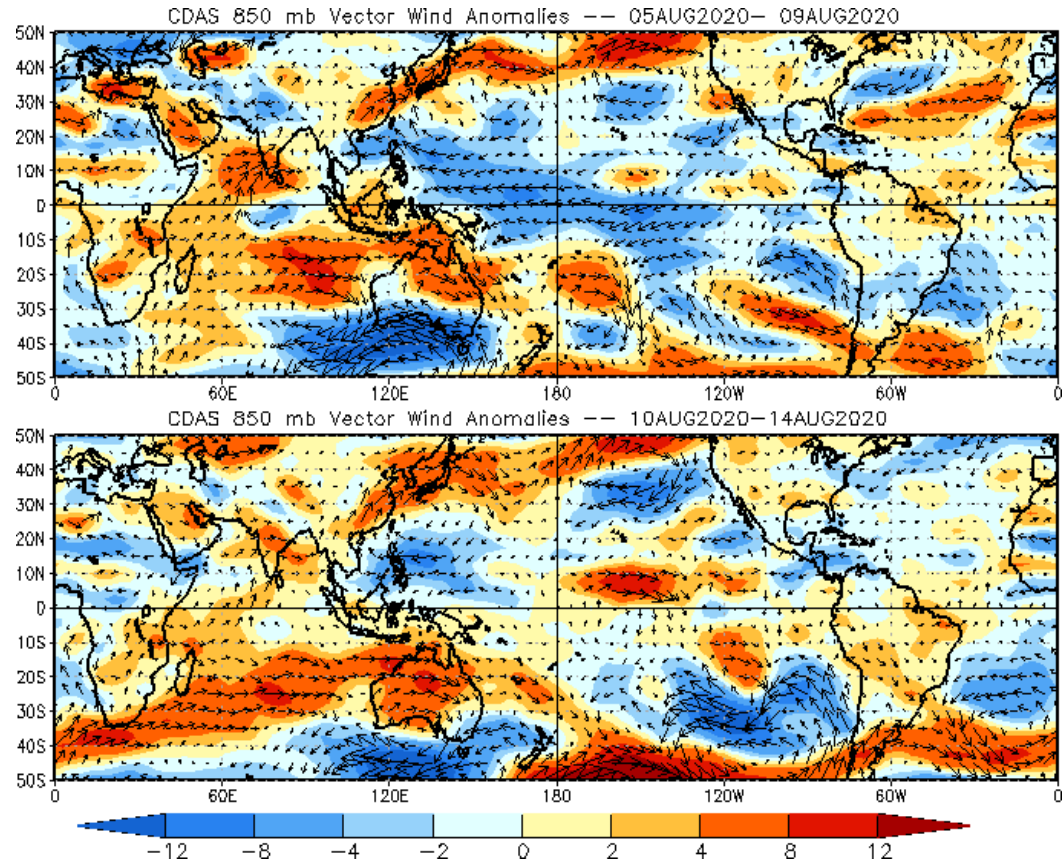 CDAS 850 mb Vector Wind Anomalies -- 05AUG2020- 09AUG2020
50N
40N
30N
20N
10N
0
10S
20S
30S
40S
50S
0 60E 120E 180 120W 60W 0
CDAS 850 mb Vector Wind Anomalies -- 10AUG2020-14AUG2020
50N
40N
30N
20N
10N
0
10S
20S
30S
40S
50S
0 60E 120E 180 120W 60W 0
-12 -8 -4 -2 0 2 4 8 12